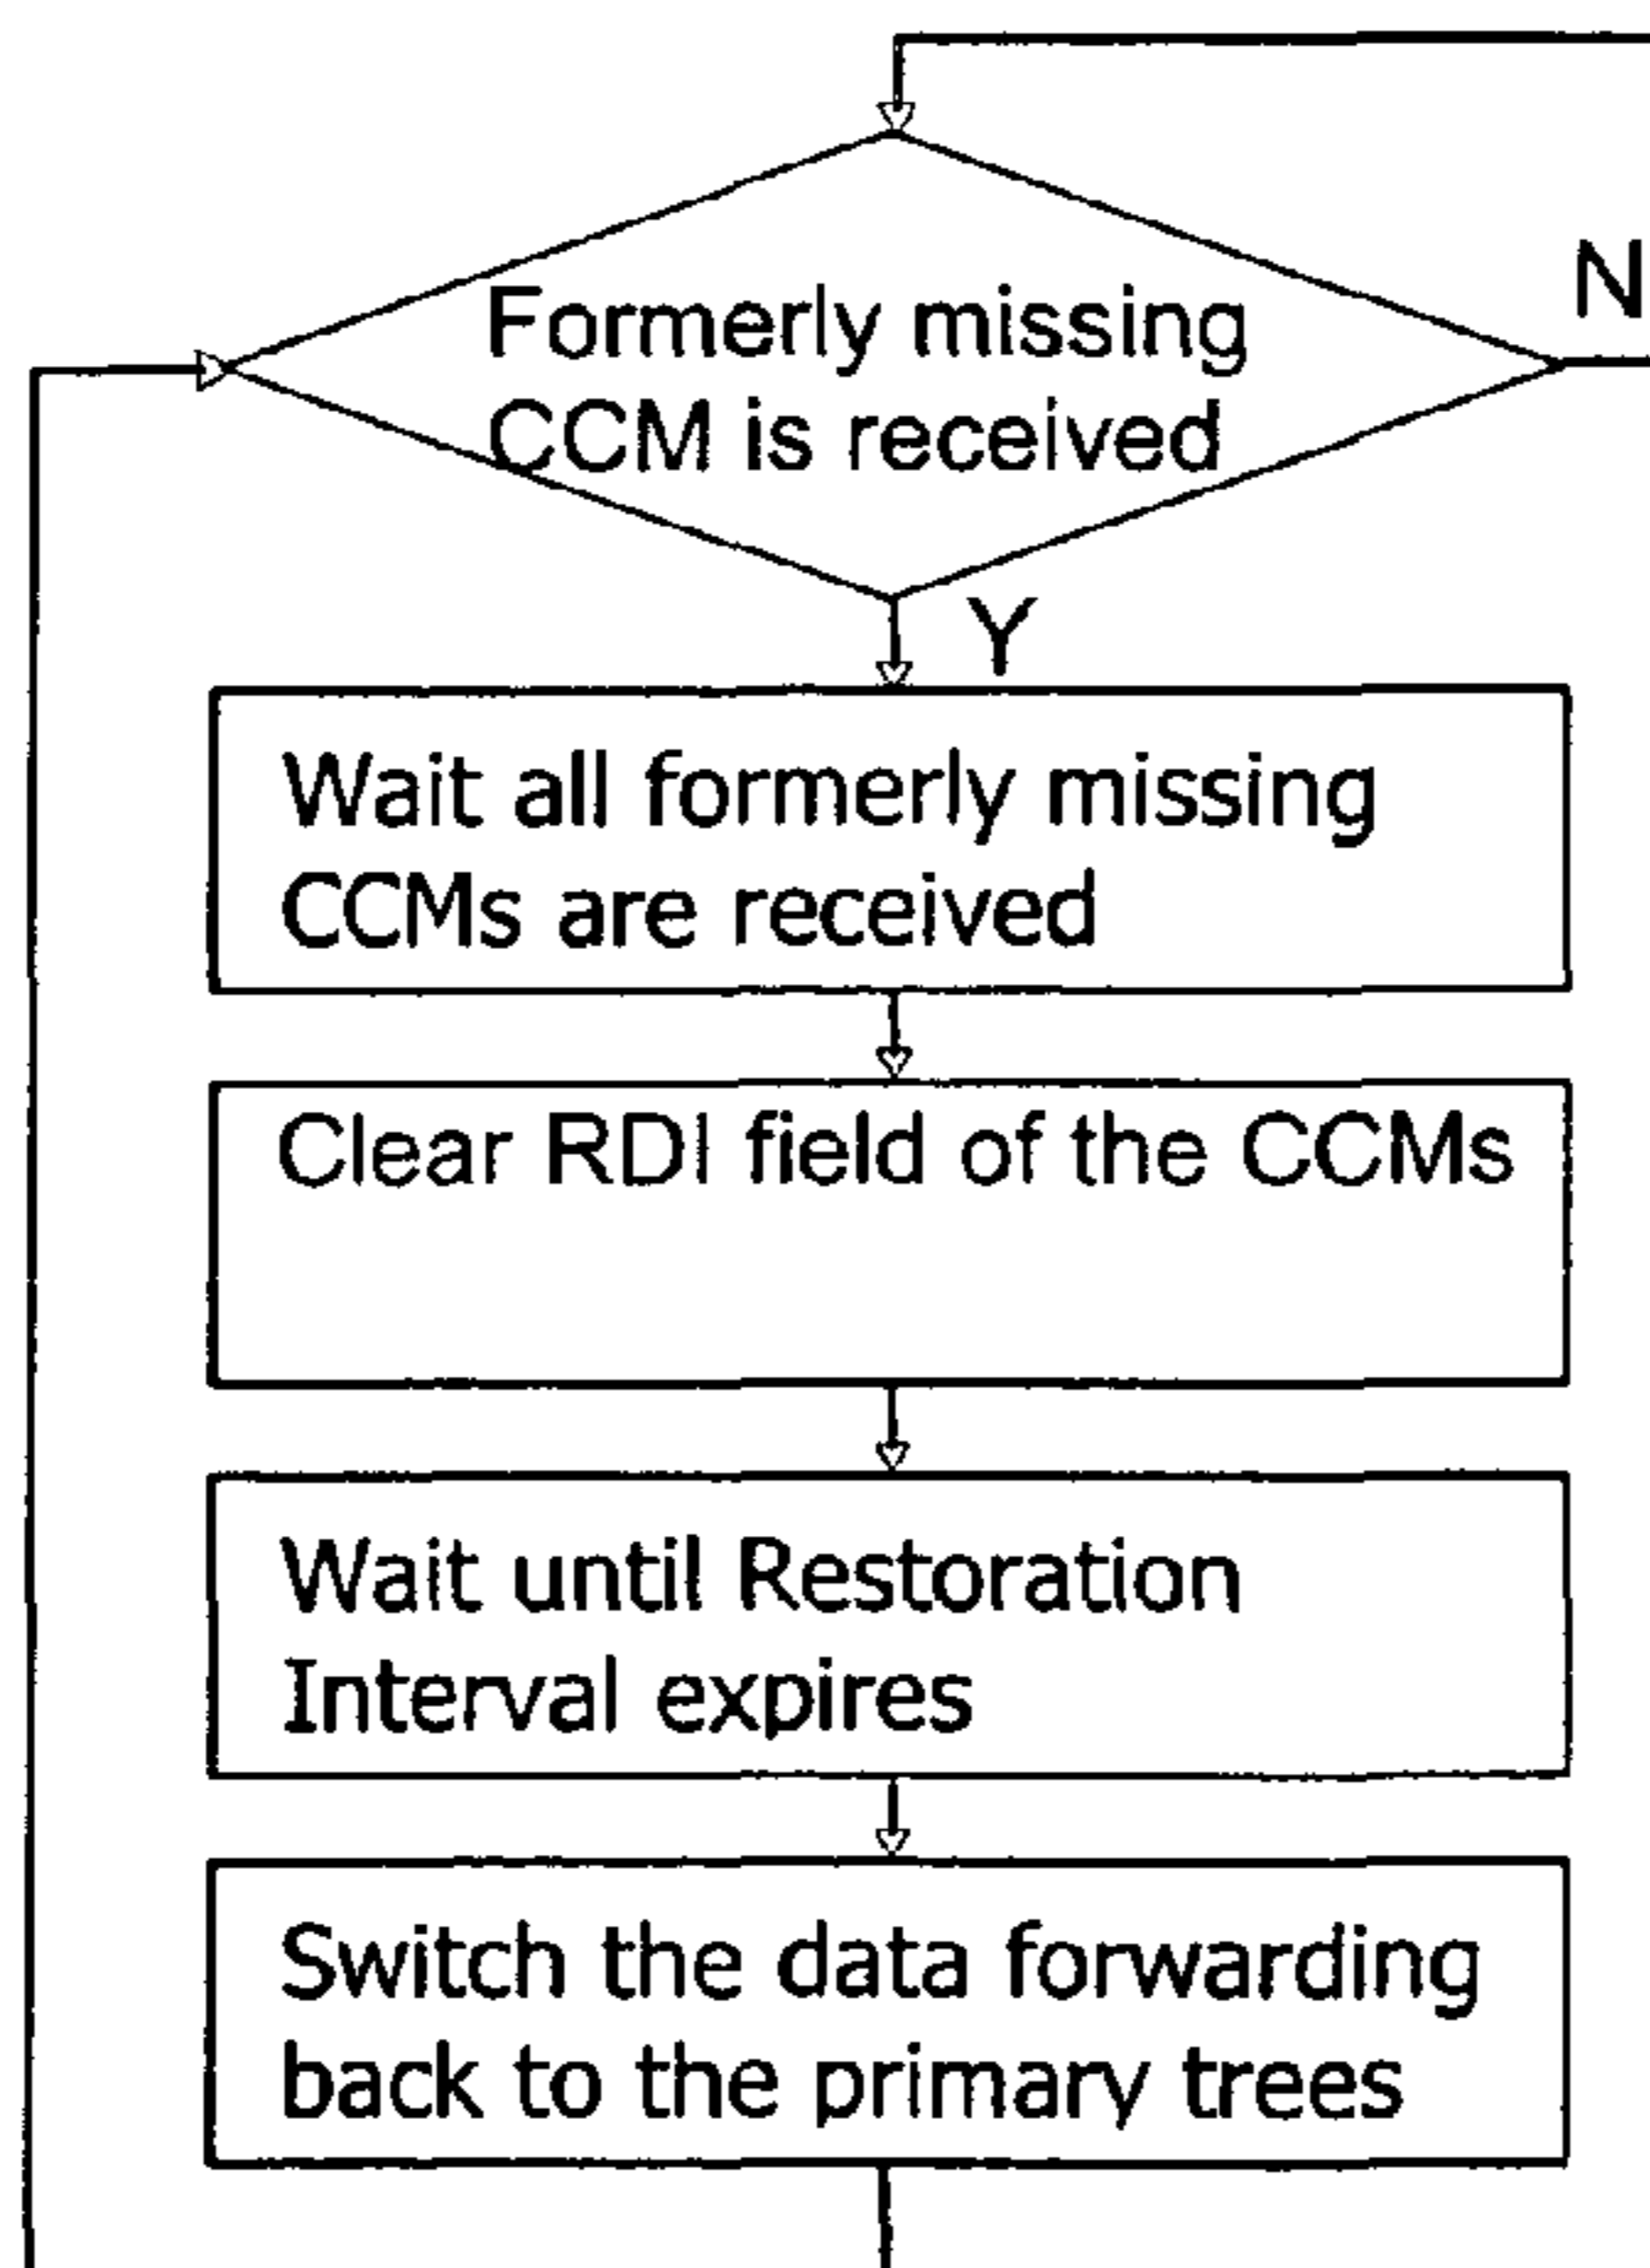 N
Formerly missing
CCM is received
Y
Wait all formerly missing
CCMs are received
Clear RDI field of the CCMs
Wait until Restoration
Interval expires
Switch the data forwarding
back to the primary trees